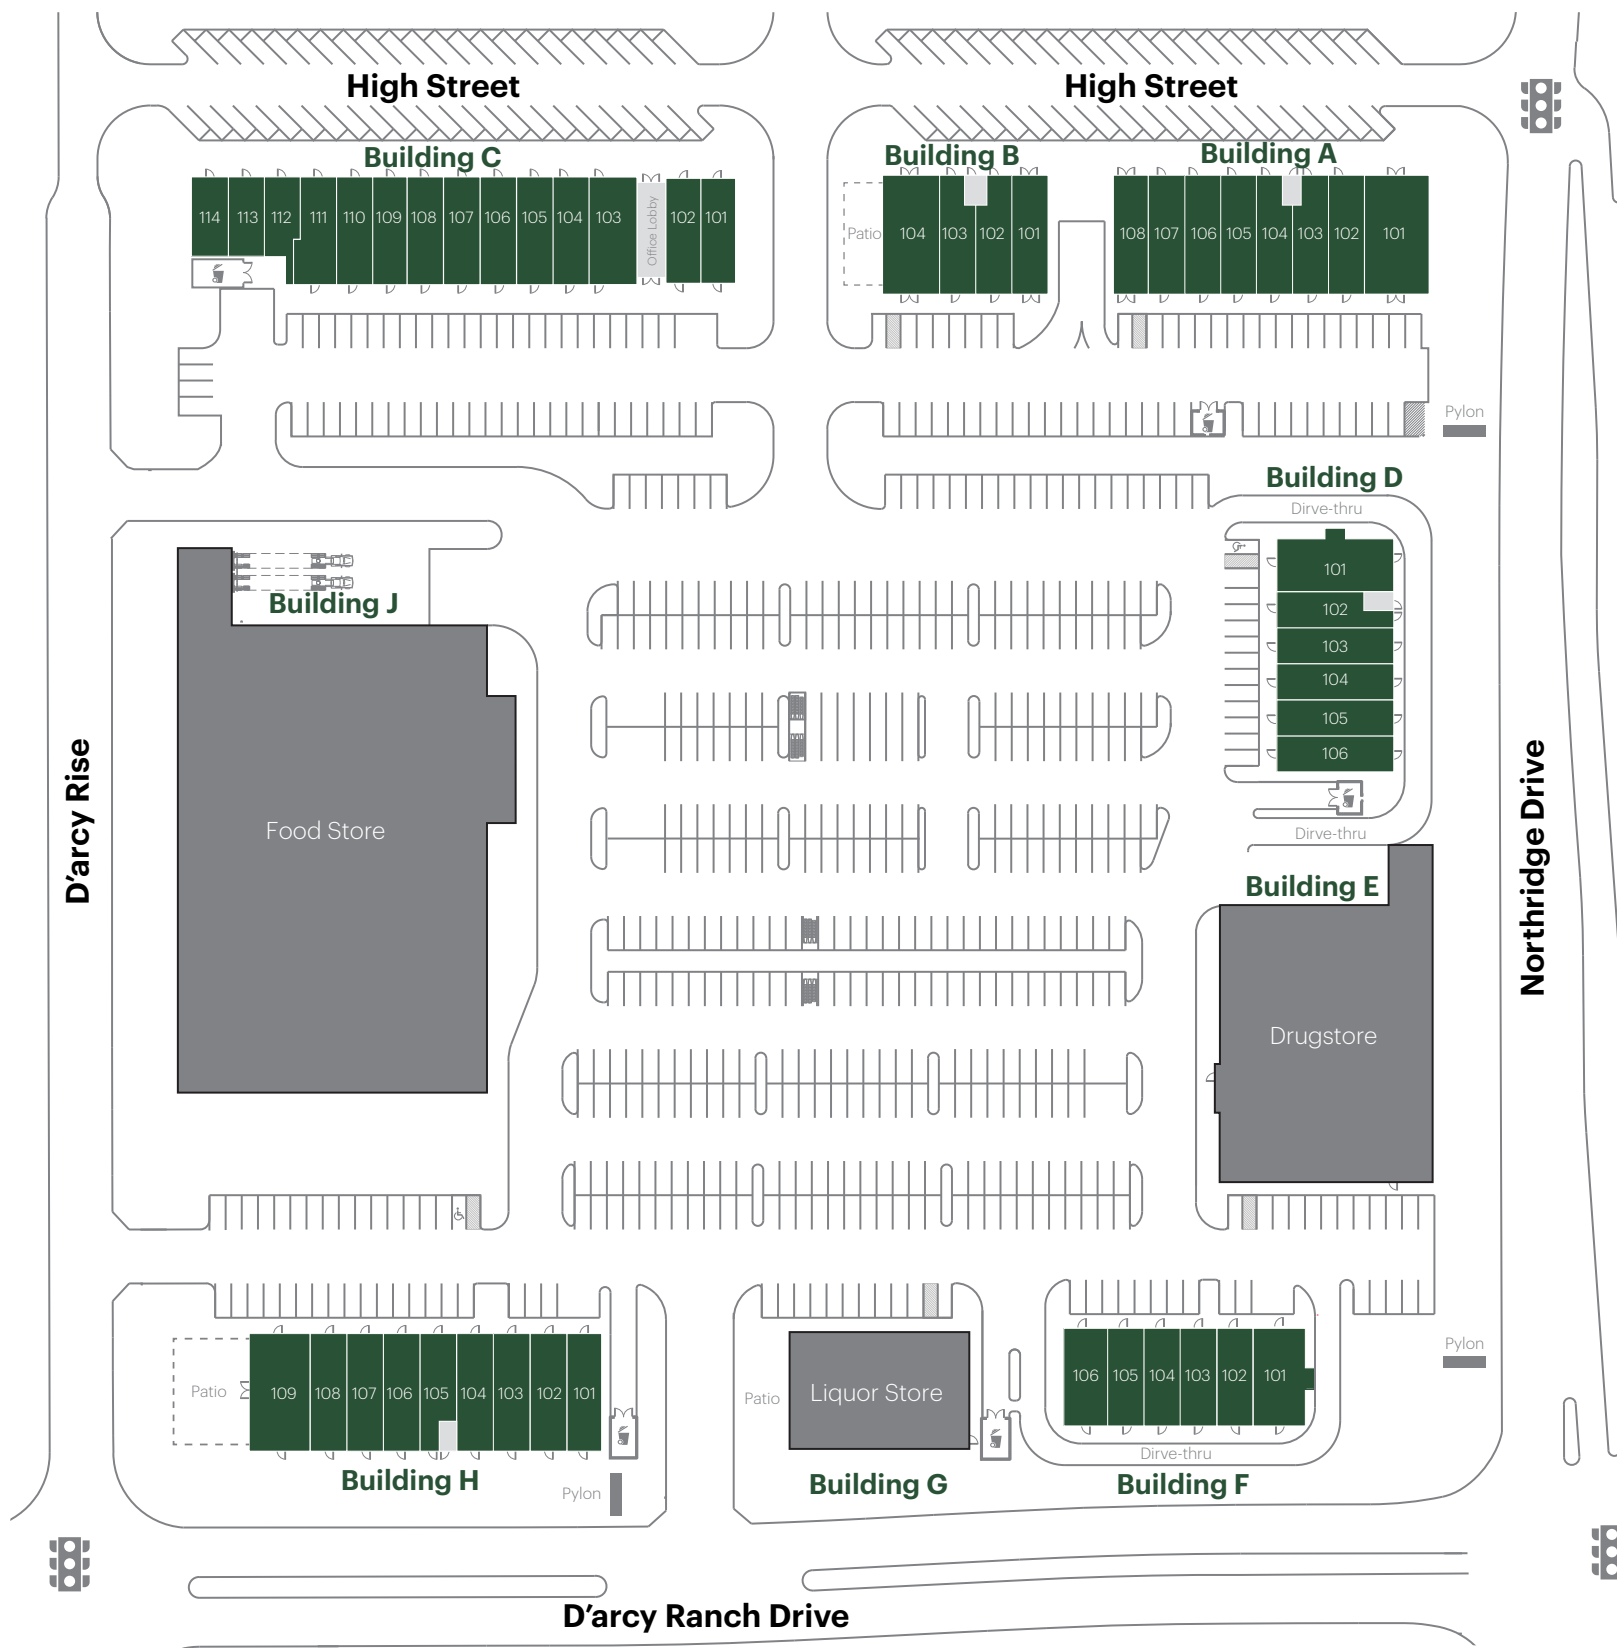 High Street
High Street
Building C
Building B
Building A
114 113 112 111 110 109 108 107 106 105 104 103 Office Lobby 102 101
Patio 104 103 102 101
108 107 106 105 104 103 102 101
Pylon
Building D
Dirve-thru
101
102
103
104
105
106
Dirve-thru
Building J
Food Store
D'arcy Rise
Northridge Drive
Building E
Drugstore
Patio 109 108 107 106 105 104 103 102 101
Building H
Pylon
Patio Liquor Store
Building G
106 105 104 103 102 101
Dirve-thru
Building F
Pylon
D'arcy Ranch Drive